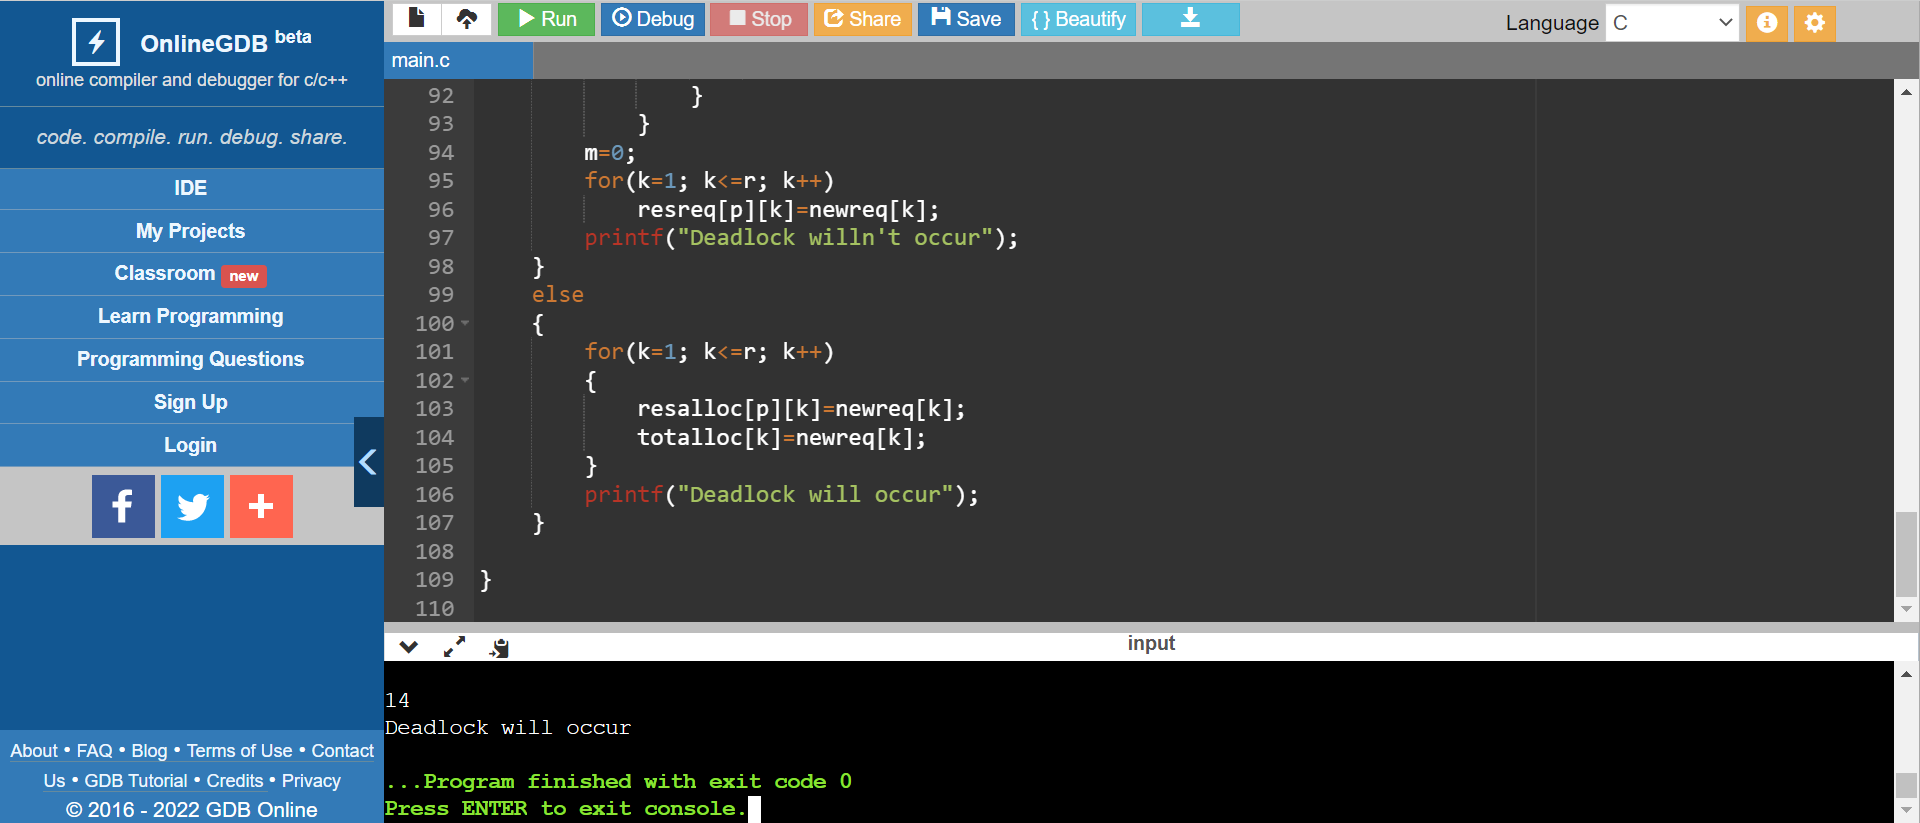 OnlineGDB beta
online compiler and debugger for c/c++
code. compile. run. debug. share.
IDE
My Projects
Classroom new
Learn Programming
Programming Questions
Sign Up
Login
About • FAQ • Blog • Terms of Use • Contact
Us • GDB Tutorial • Credits • Privacy
© 2016 - 2022 GDB Online
Run Debug Stop Share Save { } Beautify Language C
main.c
92 }
93 }
94 m=0;
95 for(k=1; k<=r; k++)
96 resreq[p][k]=newreq[k];
97 printf("Deadlock willn't occur");
98 }
99 else
100 {
101 for(k=1; k<=r; k++)
102 {
103 resalloc[p][k]=newreq[k];
104 totalloc[k]=newreq[k];
105 }
106 printf("Deadlock will occur");
107 }
108
109 }
110
input
14
Deadlock will occur
...Program finished with exit code 0
Press ENTER to exit console.